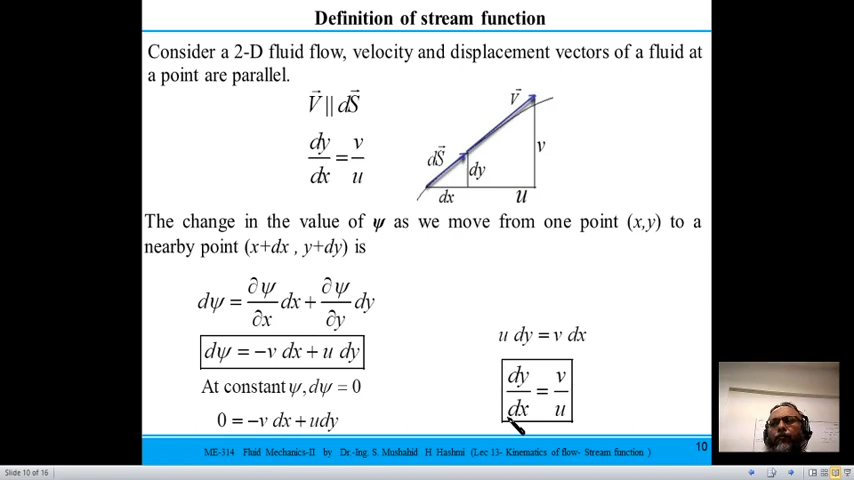 Definition of stream function
Consider a 2-D fluid flow, velocity and displacement vectors of a fluid at
a point are parallel.
V⃗ || dS⃗
dy/dx = v/u
V⃗
dS⃗
dy
v
dx
u
The change in the value of ψ as we move from one point (x,y) to a
nearby point (x+dx , y+dy) is
dψ = ∂ψ/∂x dx + ∂ψ/∂y dy
dψ = −v dx + u dy
At constant ψ, dψ = 0
0 = −v dx + udy
u dy = v dx
dy/dx = v/u
ME-314 Fluid Mechanics-II by Dr.-Ing. S. Mushahid H Hashmi (Lec 13- Kinematics of flow- Stream function )
10
Slide 10 of 16